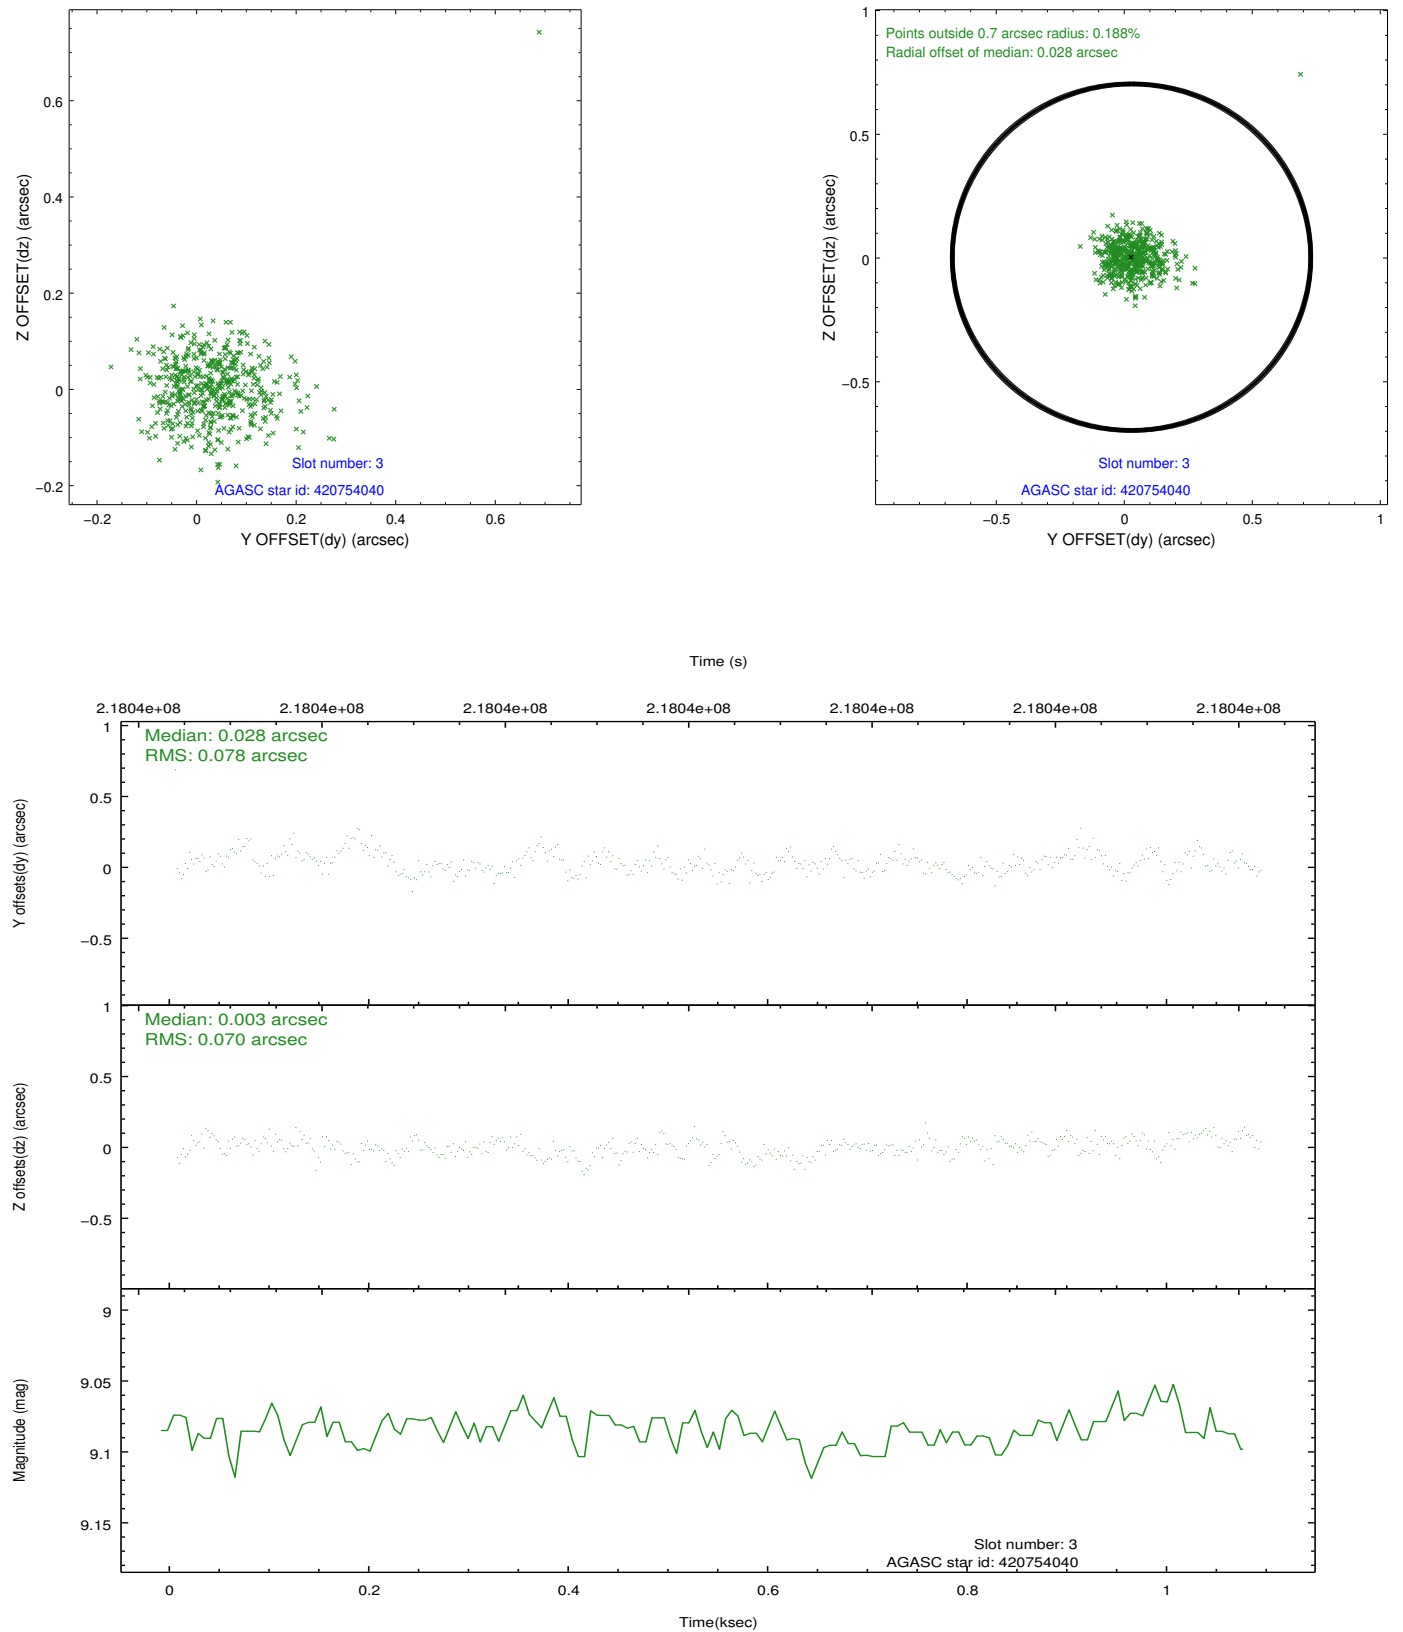 0.6
0.4
0.2
0
−0.2
−0.2
0
0.2
0.4
0.6
Z OFFSET(dz) (arcsec)
Y OFFSET(dy) (arcsec)
Slot number: 3
AGASC star id: 420754040
Points outside 0.7 arcsec radius: 0.188%
Radial offset of median: 0.028 arcsec
1
0.5
0
−0.5
−0.5
0
0.5
1
Z OFFSET(dz) (arcsec)
Y OFFSET(dy) (arcsec)
Slot number: 3
AGASC star id: 420754040
Time (s)
2.1804e+08
2.1804e+08
2.1804e+08
2.1804e+08
2.1804e+08
2.1804e+08
2.1804e+08
Median: 0.028 arcsec
RMS: 0.078 arcsec
1
0.5
0
−0.5
Y offsets(dy) (arcsec)
Median: 0.003 arcsec
RMS: 0.070 arcsec
1
0.5
0
−0.5
Z offsets(dz) (arcsec)
9
9.05
9.1
9.15
Magnitude (mag)
Slot number: 3
AGASC star id: 420754040
0
0.2
0.4
0.6
0.8
1
Time(ksec)